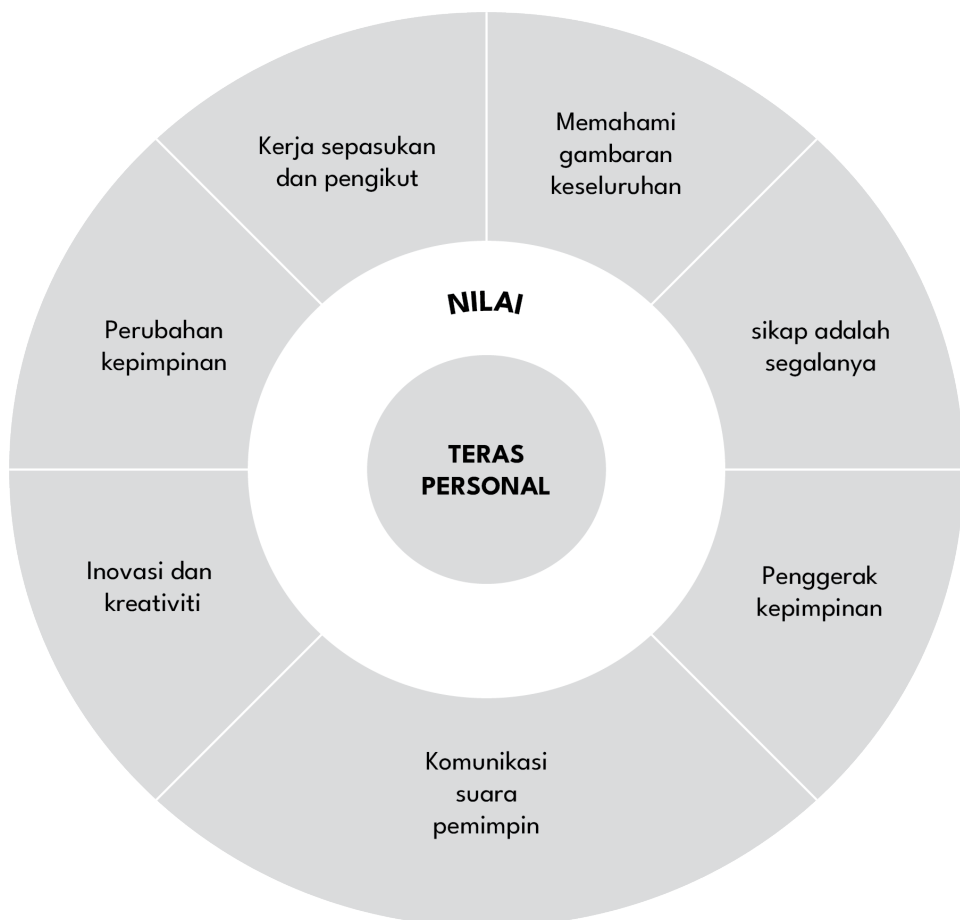 Kerja sepasukan
dan pengikut
Memahami
gambaran
keseluruhan
Perubahan
kepimpinan
NILAI
sikap adalah
segalanya
TERAS
PERSONAL
Inovasi dan
kreativiti
Penggerak
kepimpinan
Komunikasi
suara
pemimpin